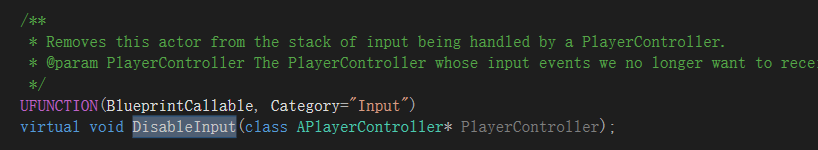 /**
* Removes this actor from the stack of input being handled by a PlayerController.
* @param PlayerController The PlayerController whose input events we no longer want to rece
*/
UFUNCTION(BlueprintCallable, Category="Input")
virtual void DisableInput(class APlayerController* PlayerController);